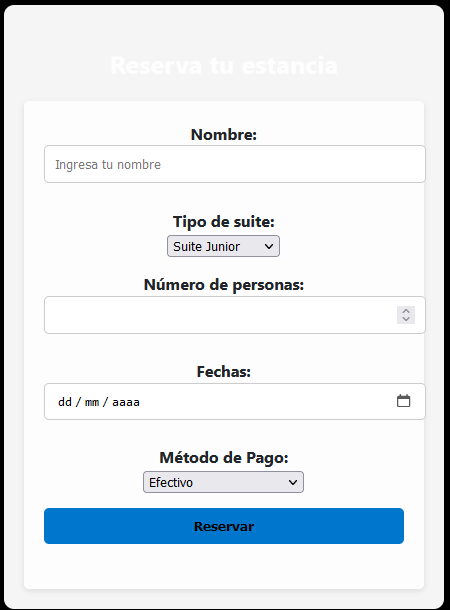 Reserva tu estancia
Nombre:
Ingresa tu nombre
Tipo de suite:
Suite Junior
Número de personas:
Fechas:
dd / mm / aaaa
Método de Pago:
Efectivo
Reservar